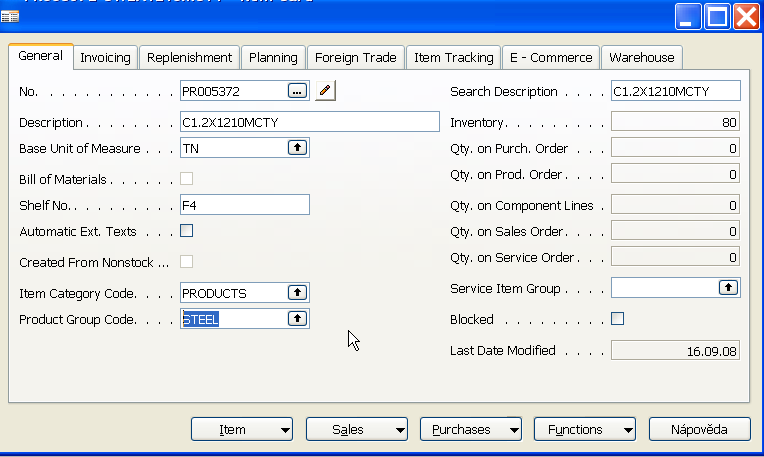 General Invoicing Replenishment Planning Foreign Trade Item Tracking E - Commerce Warehouse
No. . . . . . . . . . . . PR005372 ...
Description . . . . . . . C1.2X1210MCTY
Base Unit of Measure . . . TN
Bill of Materials . . . . . .
Shelf No.. . . . . . . . . F4
Automatic Ext. Texts . . .
Created From Nonstock ...
Item Category Code. . . . PRODUCTS
Product Group Code. . . . STEEL
Search Description . . . . C1.2X1210MCTY
Inventory. . . . . . . . . 80
Qty. on Purch. Order . . . 0
Qty. on Prod. Order . . . . 0
Qty. on Component Lines . 0
Qty. on Sales Order. . . . 0
Qty. on Service Order. . . 0
Service Item Group . . . .
Blocked . . . . . . . . .
Last Date Modified . . . . 16.09.08
Item Sales Purchases Functions Nápověda